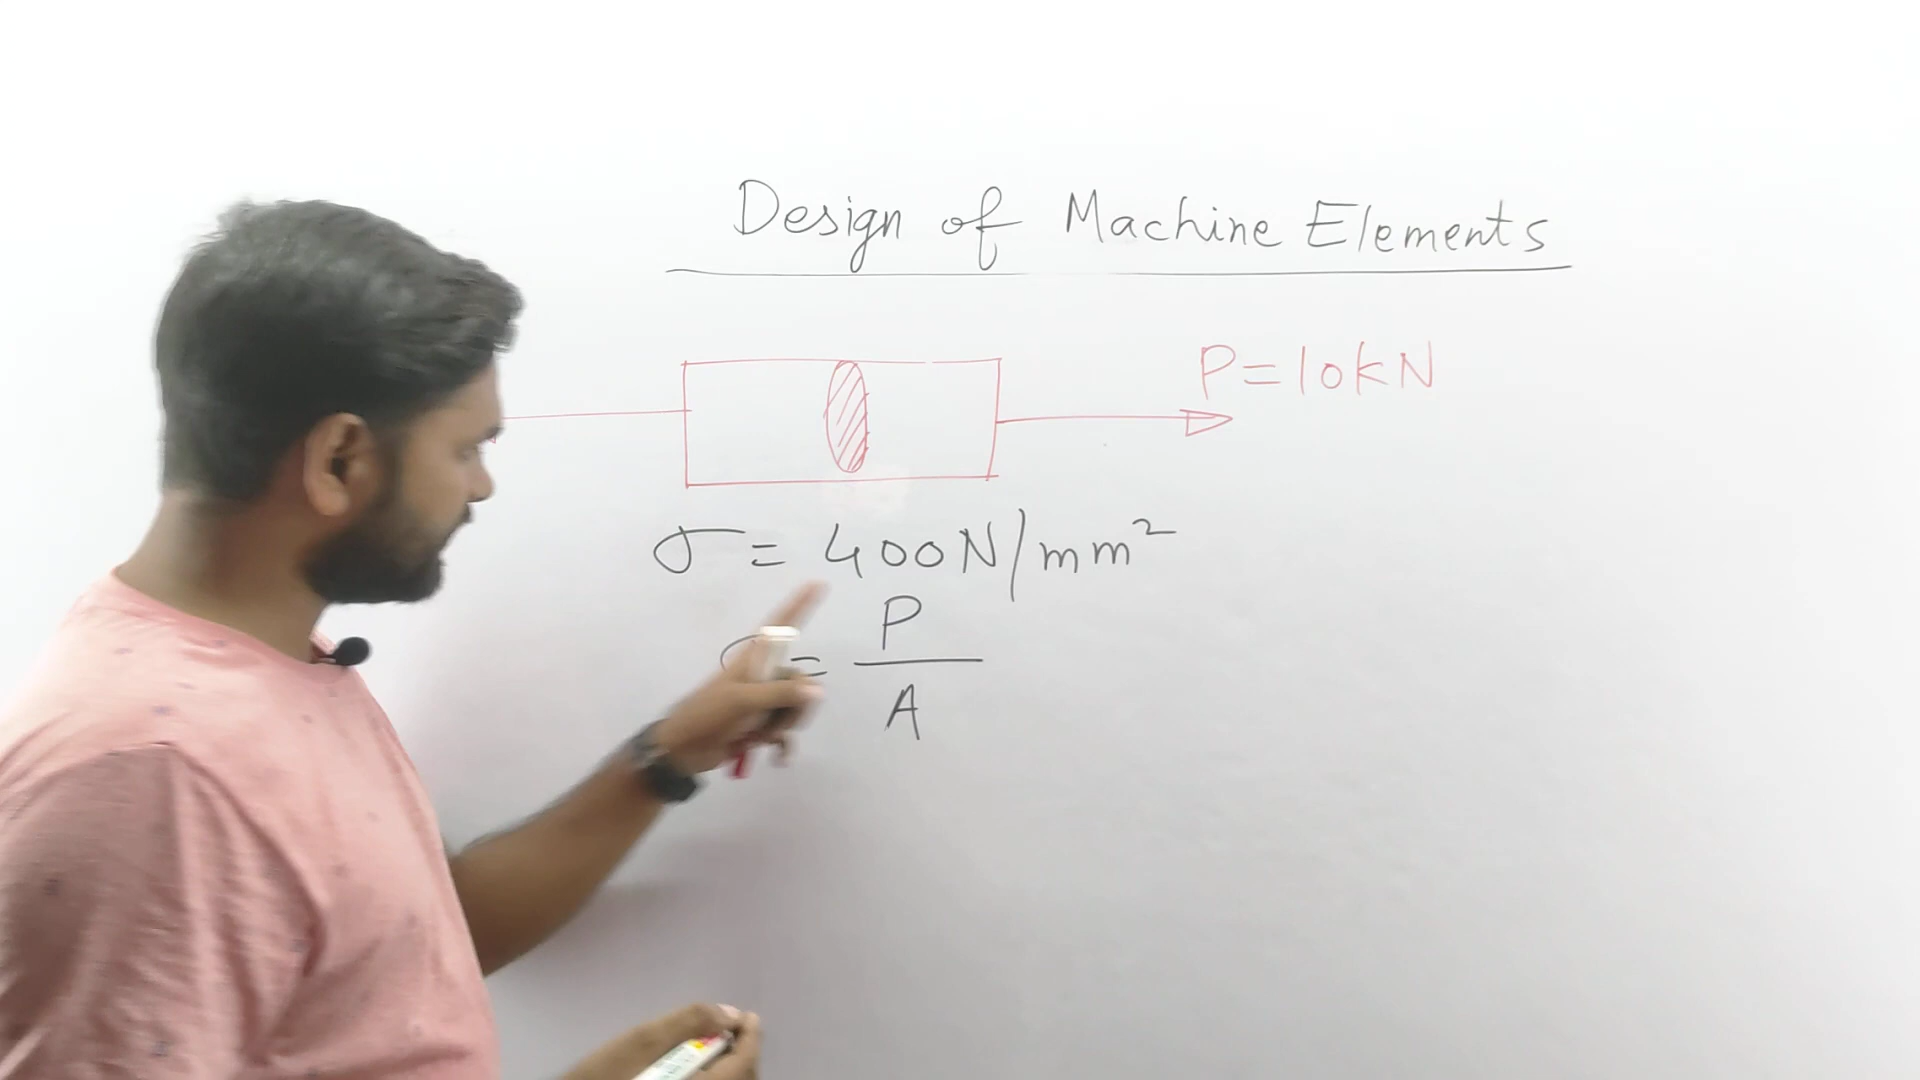 Design of Machine Elements
P=10kN
σ= 400N/mm²
σ= P
A